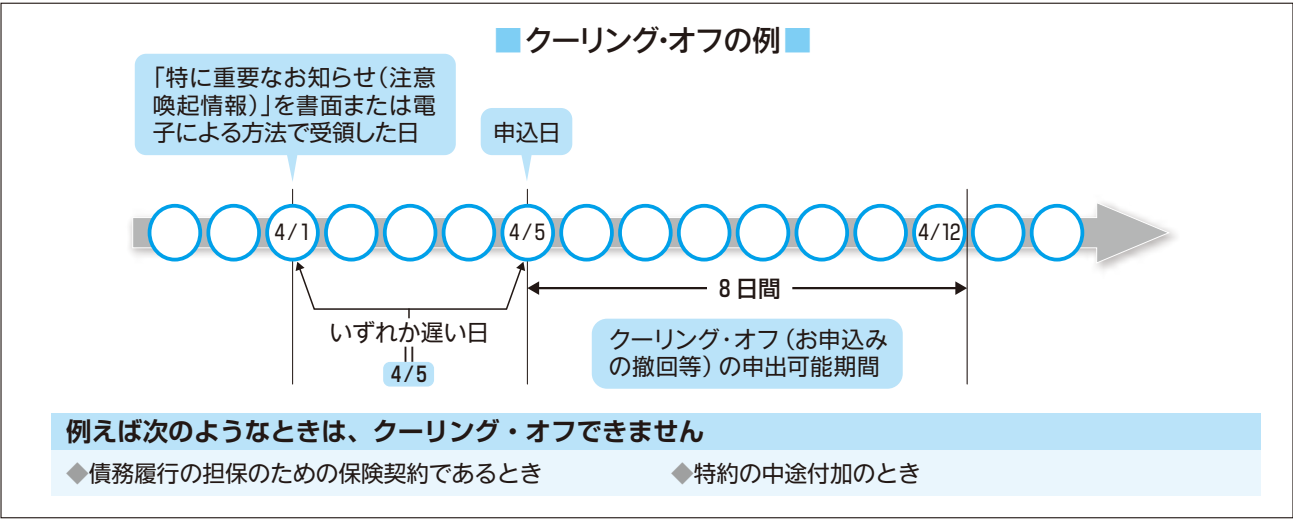 ■クーリング・オフの例■
「特に重要なお知らせ(注意
喚起情報)」を書面または電
子による方法で受領した日
申込日
4/1
4/5
4/12
8日間
いずれか遅い日
=
4/5
クーリング・オフ(お申込み
の撤回等)の申出可能期間
例えば次のようなときは、クーリング・オフできません
◆債務履行の担保のための保険契約であるとき
◆特約の中途付加のとき